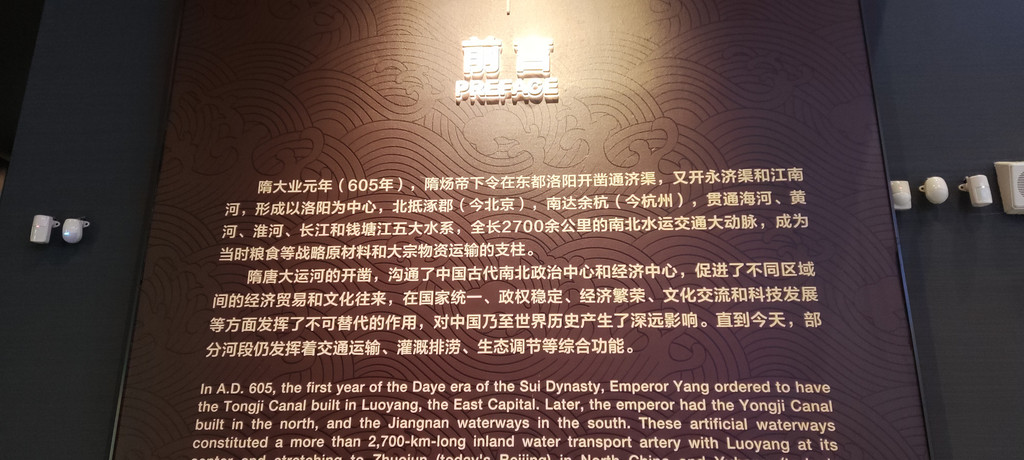 前言
PREFACE
隋大业元年（605年），隋炀帝下令在东都洛阳开凿通济渠，又开永济渠和江南
河，形成以洛阳为中心，北抵涿郡（今北京），南达余杭（今杭州），贯通海河、黄
河、淮河、长江和钱塘江五大水系，全长2700余公里的南北水运交通大动脉，成为
当时粮食等战略原材料和大宗物资运输的支柱。
隋唐大运河的开凿，沟通了中国古代南北政治中心和经济中心，促进了不同区域
间的经济贸易和文化往来，在国家统一、政权稳定、经济繁荣、文化交流和科技发展
等方面发挥了不可替代的作用，对中国乃至世界历史产生了深远影响。直到今天，部
分河段仍发挥着交通运输、灌溉排涝、生态调节等综合功能。
In A.D. 605, the first year of the Daye era of the Sui Dynasty, Emperor Yang ordered to have
the Tongji Canal built in Luoyang, the East Capital. Later, the emperor had the Yongji Canal
built in the north, and the Jiangnan waterways in the south. These artificial waterways
constituted a more than 2,700-km-long inland water transport artery with Luoyang at its
center and stretching to Zhuojun (today's Beijing) in North China and